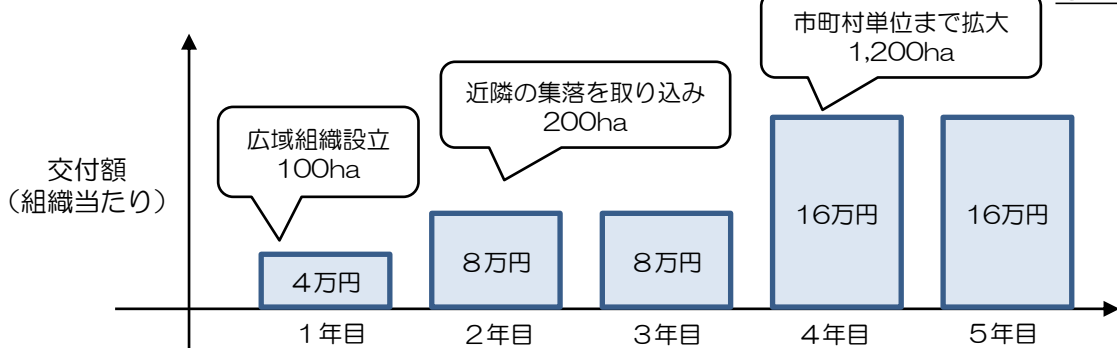 市町村単位まで拡大
1,200ha
近隣の集落を取り込み
200ha
広域組織設立
100ha
交付額
（組織当たり）
４万円
８万円
８万円
16万円
16万円
１年目
２年目
３年目
４年目
５年目